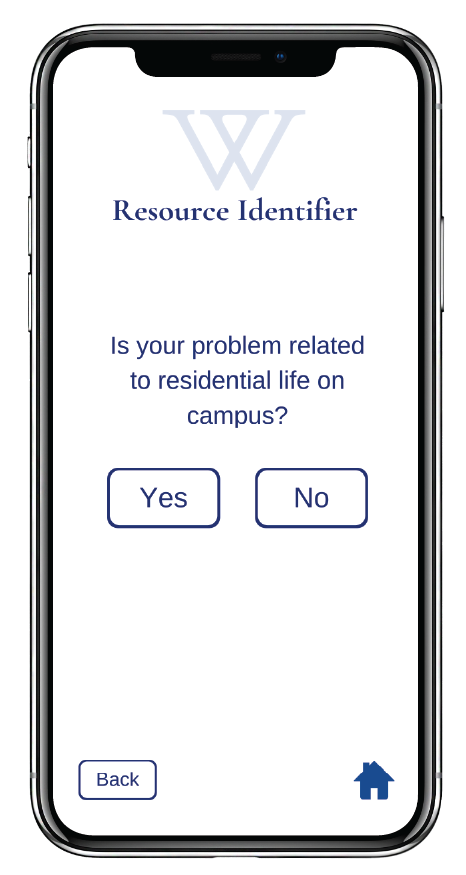 W
Resource Identifier
Is your problem related
to residential life on
campus?
Yes No
Back